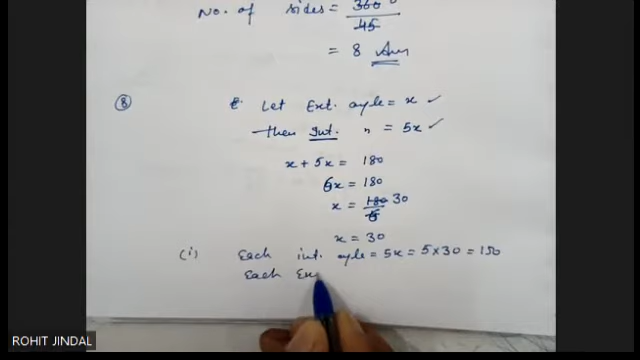 No. of sides = 360°/45
= 8 Ans
⑧ Let Ext. angle = x ✓
then Int. " = 5x ✓
x + 5x = 180
6x = 180
x = 180/6 30
x = 30
(i) Each int. angle = 5x = 5×30 = 150
Each Ex
ROHIT JINDAL